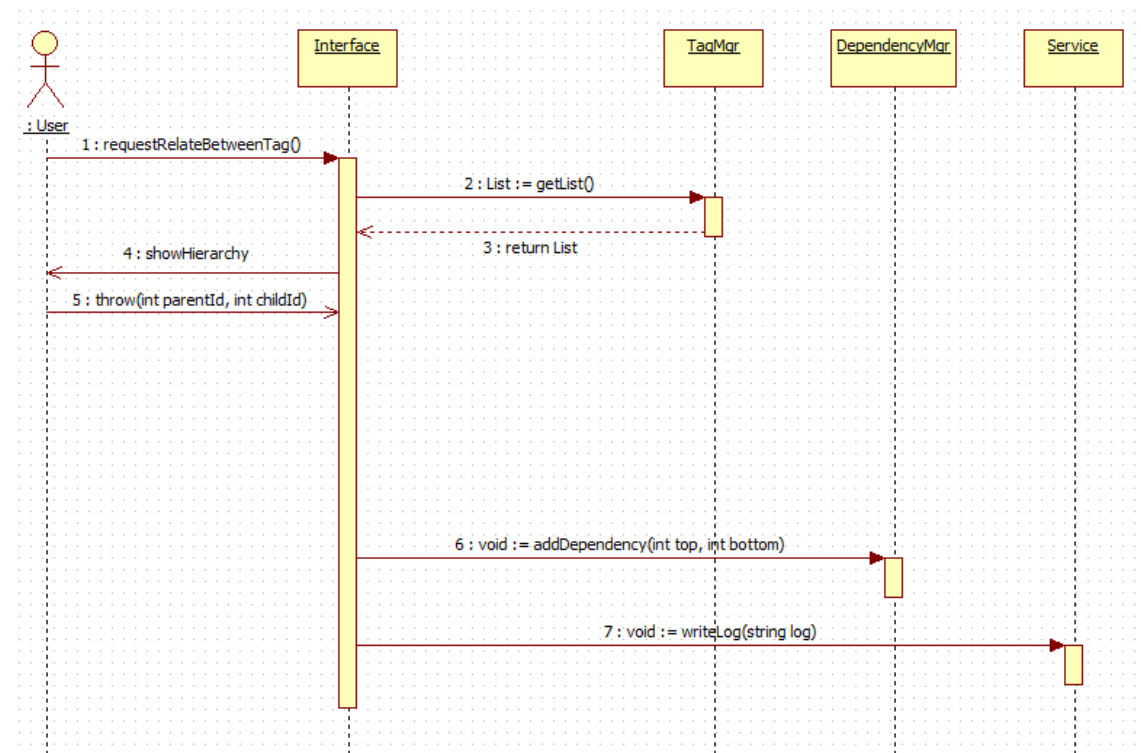 Interface
TagMgr
DependencyMgr
Service
: User
1 : requestRelateBetweenTag()
2 : List := getList()
3 : return List
4 : showHierarchy
5 : throw(int parentId, int childId)
6 : void := addDependency(int top, int bottom)
7 : void := writeLog(string log)